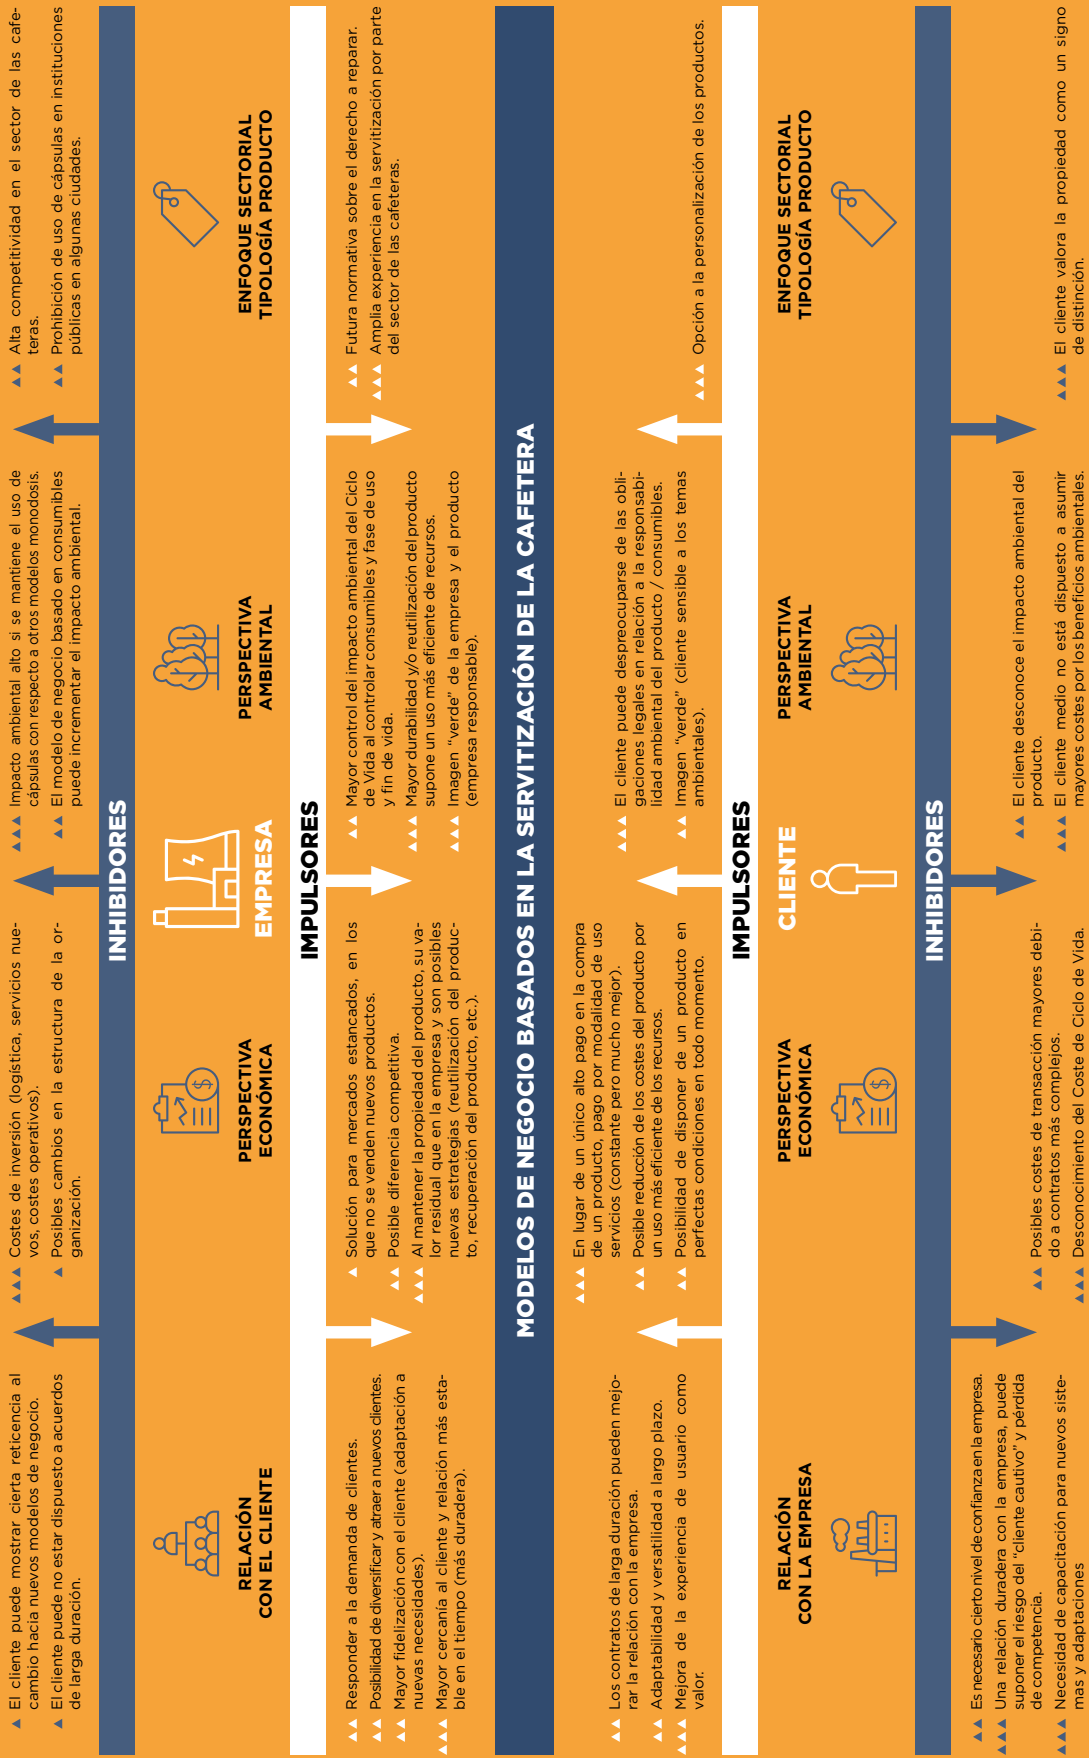 El cliente puede mostrar cierta reticencia al
cambio hacia nuevos modelos de negocio.
El cliente puede no estar dispuesto a acuerdos
de larga duración.
Costes de inversión (logística, servicios nue-
vos, costes operativos).
Posibles cambios en la estructura de la or-
ganización.
Impacto ambiental alto si se mantiene el uso de
cápsulas con respecto a otros modelos monodosis.
El modelo de negocio basado en consumibles
puede incrementar el impacto ambiental.
Alta competitividad en el sector de las cafe-
teras.
Prohibición de uso de cápsulas en instituciones
públicas en algunas ciudades.
INHIBIDORES
RELACIÓN
CON EL CLIENTE
PERSPECTIVA
ECONÓMICA
EMPRESA
PERSPECTIVA
AMBIENTAL
ENFOQUE SECTORIAL
TIPOLOGÍA PRODUCTO
IMPULSORES
Responder a la demanda de clientes.
Posibilidad de diversificar y atraer a nuevos clientes.
Mayor fidelización con el cliente (adaptación a
nuevas necesidades).
Mayor cercanía al cliente y relación más esta-
ble en el tiempo (más duradera).
Solución para mercados estancados, en los
que no se venden nuevos productos.
Posible diferencia competitiva.
Al mantener la propiedad del producto, su va-
lor residual que en la empresa y son posibles
nuevas estrategias (reutilización del produc-
to, recuperación del producto, etc.).
Mayor control del impacto ambiental del Ciclo
de Vida al controlar consumibles y fase de uso
y fin de vida.
Mayor durabilidad y/o reutilización del producto
supone un uso más eficiente de recursos.
Imagen “verde” de la empresa y el producto
(empresa responsable).
Futura normativa sobre el derecho a reparar.
Amplia experiencia en la servitización por parte
del sector de las cafeteras.
MODELOS DE NEGOCIO BASADOS EN LA SERVITIZACIÓN DE LA CAFETERA
Los contratos de larga duración pueden mejo-
rar la relación con la empresa.
Adaptabilidad y versatilidad a largo plazo.
Mejora de la experiencia de usuario como
valor.
En lugar de un único alto pago en la compra
de un producto, pago por modalidad de uso
servicios (constante pero mucho mejor).
Posible reducción de los costes del producto por
un uso más eficiente de los recursos.
Posibilidad de disponer de un producto en
perfectas condiciones en todo momento.
El cliente puede despreocuparse de las obli-
gaciones legales en relación a la responsabi-
lidad ambiental del producto / consumibles.
Imagen “verde” (cliente sensible a los temas
ambientales).
Opción a la personalización de los productos.
IMPULSORES
RELACIÓN
CON LA EMPRESA
PERSPECTIVA
ECONÓMICA
CLIENTE
PERSPECTIVA
AMBIENTAL
ENFOQUE SECTORIAL
TIPOLOGÍA PRODUCTO
INHIBIDORES
Es necesario cierto nivel de confianza en la empresa.
Una relación duradera con la empresa, puede
suponer el riesgo del “cliente cautivo” y pérdida
de competencia.
Necesidad de capacitación para nuevos siste-
mas y adaptaciones
Posibles costes de transacción mayores debi-
do a contratos más complejos.
Desconocimiento del Coste de Ciclo de Vida.
El cliente desconoce el impacto ambiental del
producto.
El cliente medio no está dispuesto a asumir
mayores costes por los beneficios ambientales.
El cliente valora la propiedad como un signo
de distinción.